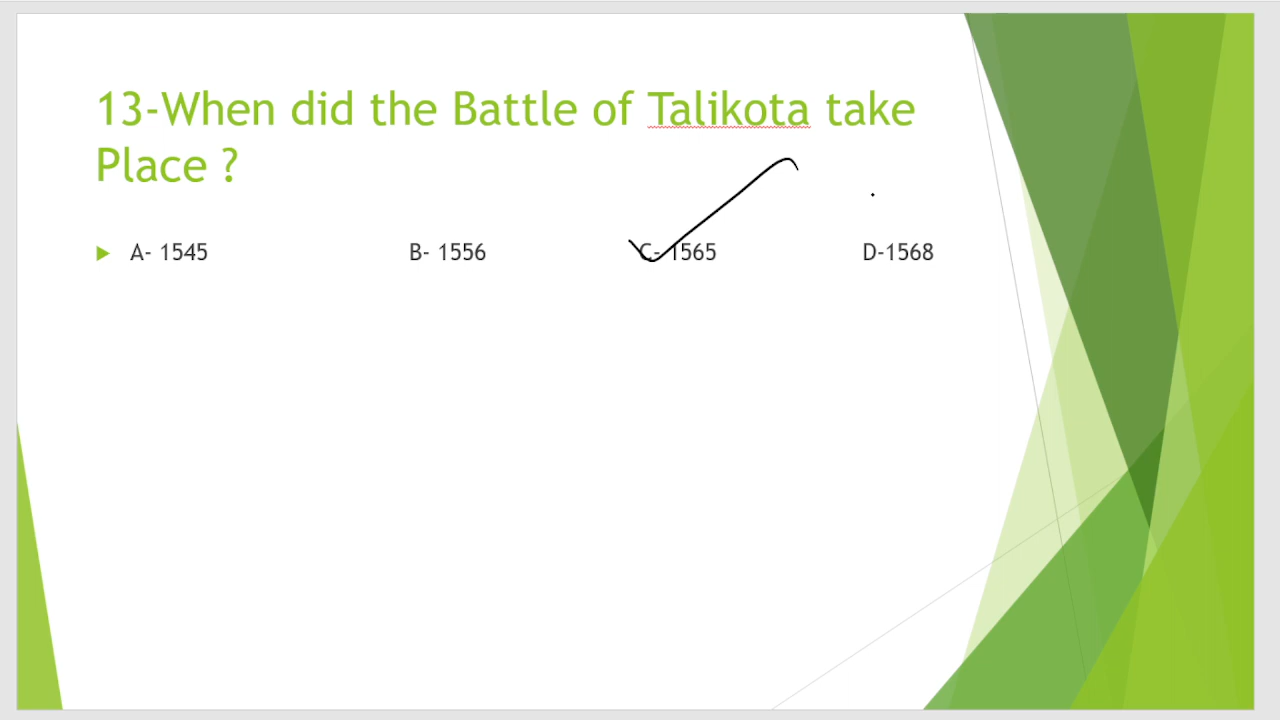 13-When did the Battle of Talikota take
Place ?
A- 1545 B- 1556 C- 1565 D-1568